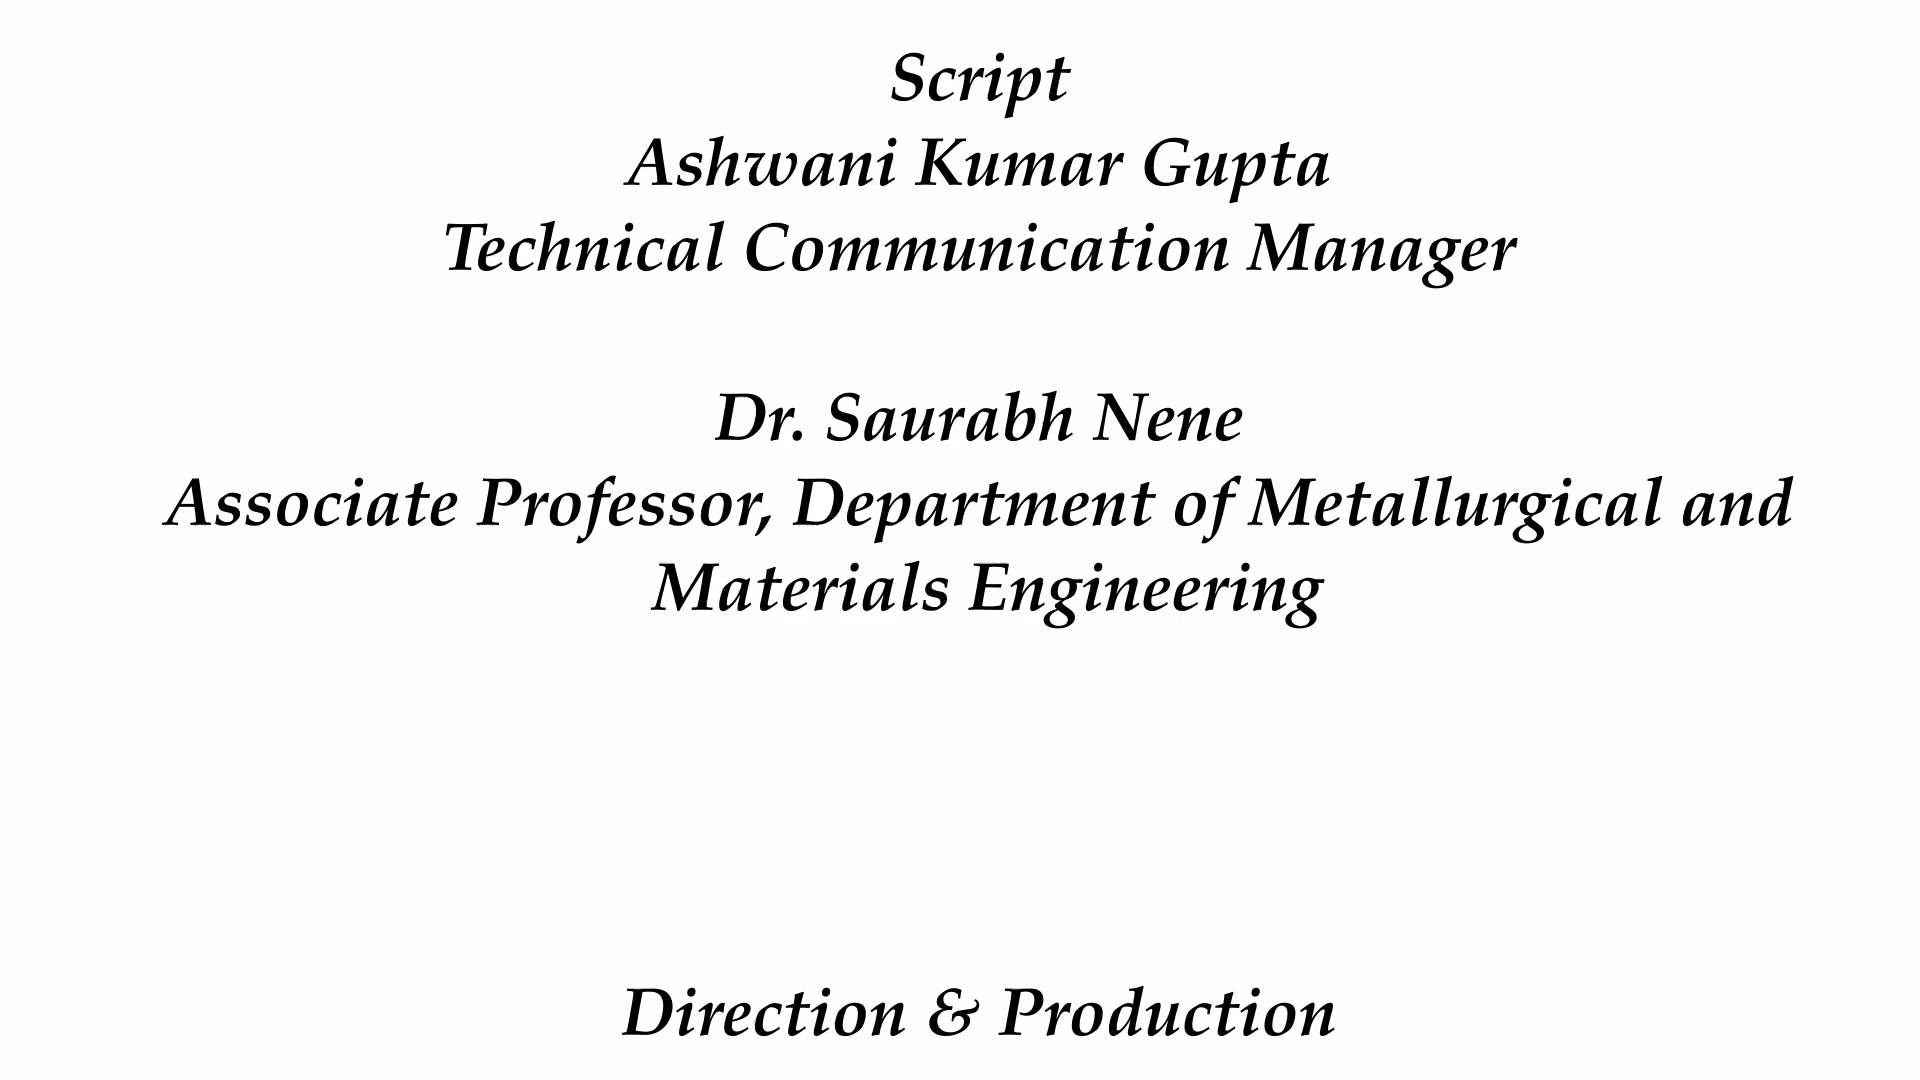 Script
Ashwani Kumar Gupta
Technical Communication Manager
Dr. Saurabh Nene
Associate Professor, Department of Metallurgical and
Materials Engineering
Direction & Production